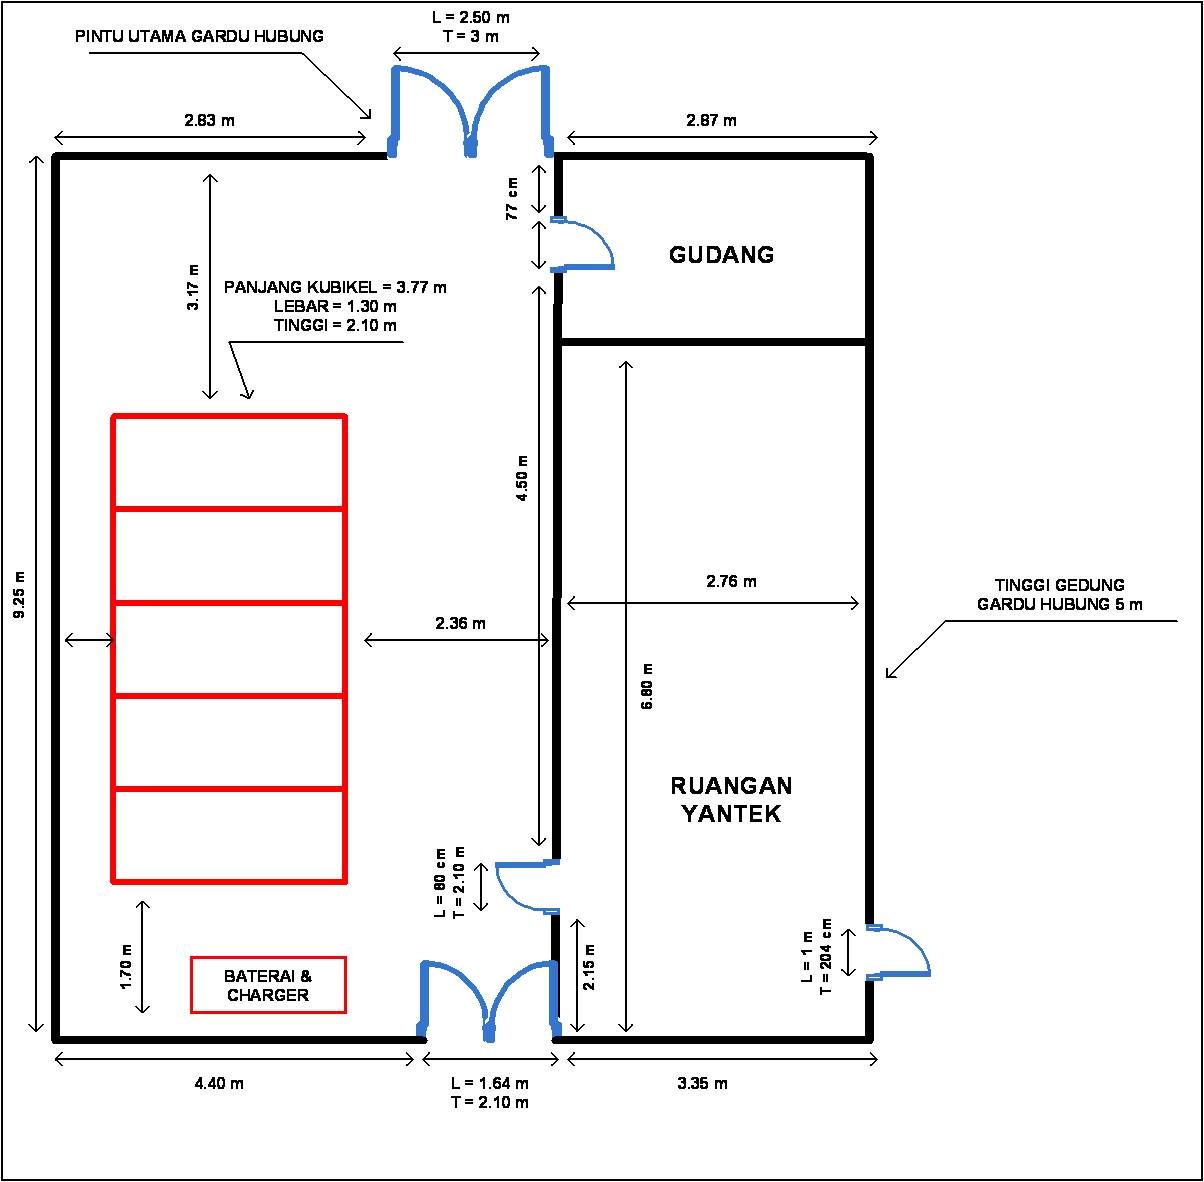 L = 2.50 m
T = 3 m
PINTU UTAMA GARDU HUBUNG
2.83 m
2.87 m
77 cm
GUDANG
3.17 m
PANJANG KUBIKEL = 3.77 m
LEBAR = 1.30 m
TINGGI = 2.10 m
4.50 m
9.25 m
2.36 m
2.76 m
TINGGI GEDUNG
GARDU HUBUNG 5 m
6.80 m
RUANGAN
YANTEK
L = 80 cm
T = 2.10 m
L = 1 m
T = 204 cm
1.70 m
BATERAI &
CHARGER
2.15 m
4.40 m
L = 1.64 m
T = 2.10 m
3.35 m